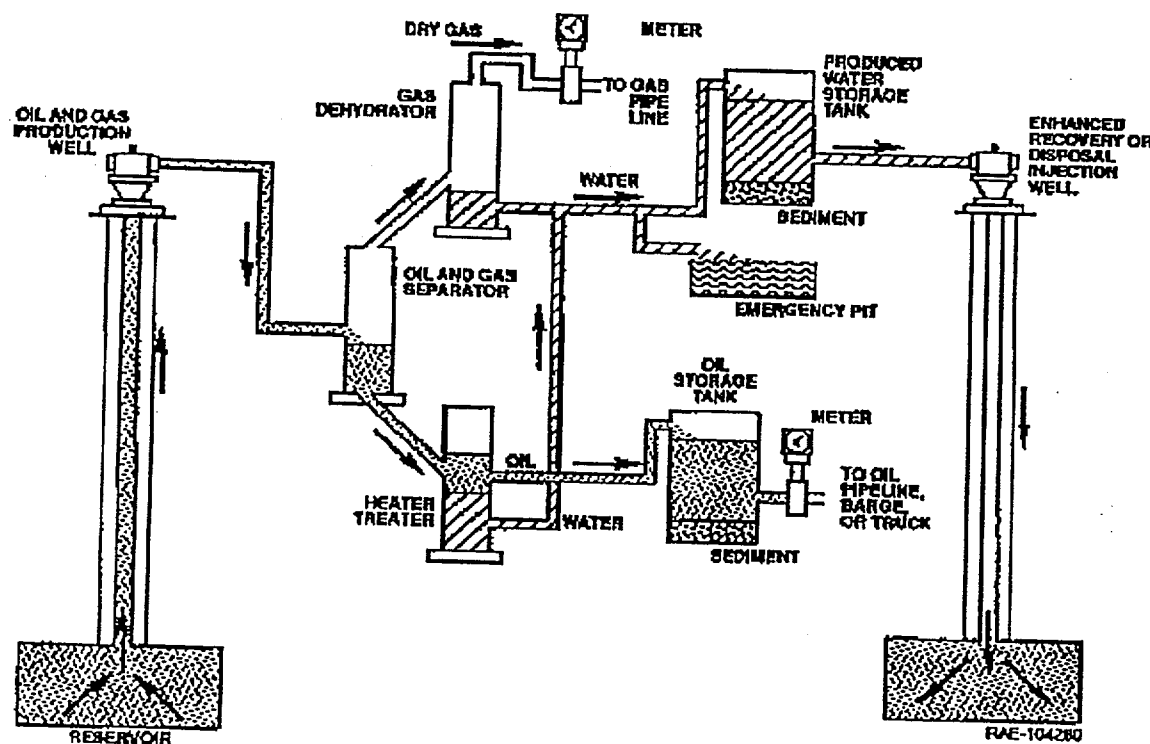 DRY GAS
METER
TO GAS
PIPE
LINE
GAS
DEHYDRATOR
PRODUCED
WATER
STORAGE
TANK
OIL AND GAS
PRODUCTION
WELL
ENHANCED
RECOVERY OR
DISPOSAL
INJECTION
WELL
WATER
SEDIMENT
OIL AND GAS
SEPARATOR
EMERGENCY PIT
OIL
STORAGE
TANK
METER
OIL
TO OIL
PIPELINE,
BARGE,
OR TRUCK
HEATER
TREATER
WATER
SEDIMENT
RESERVOIR
RAE-104280